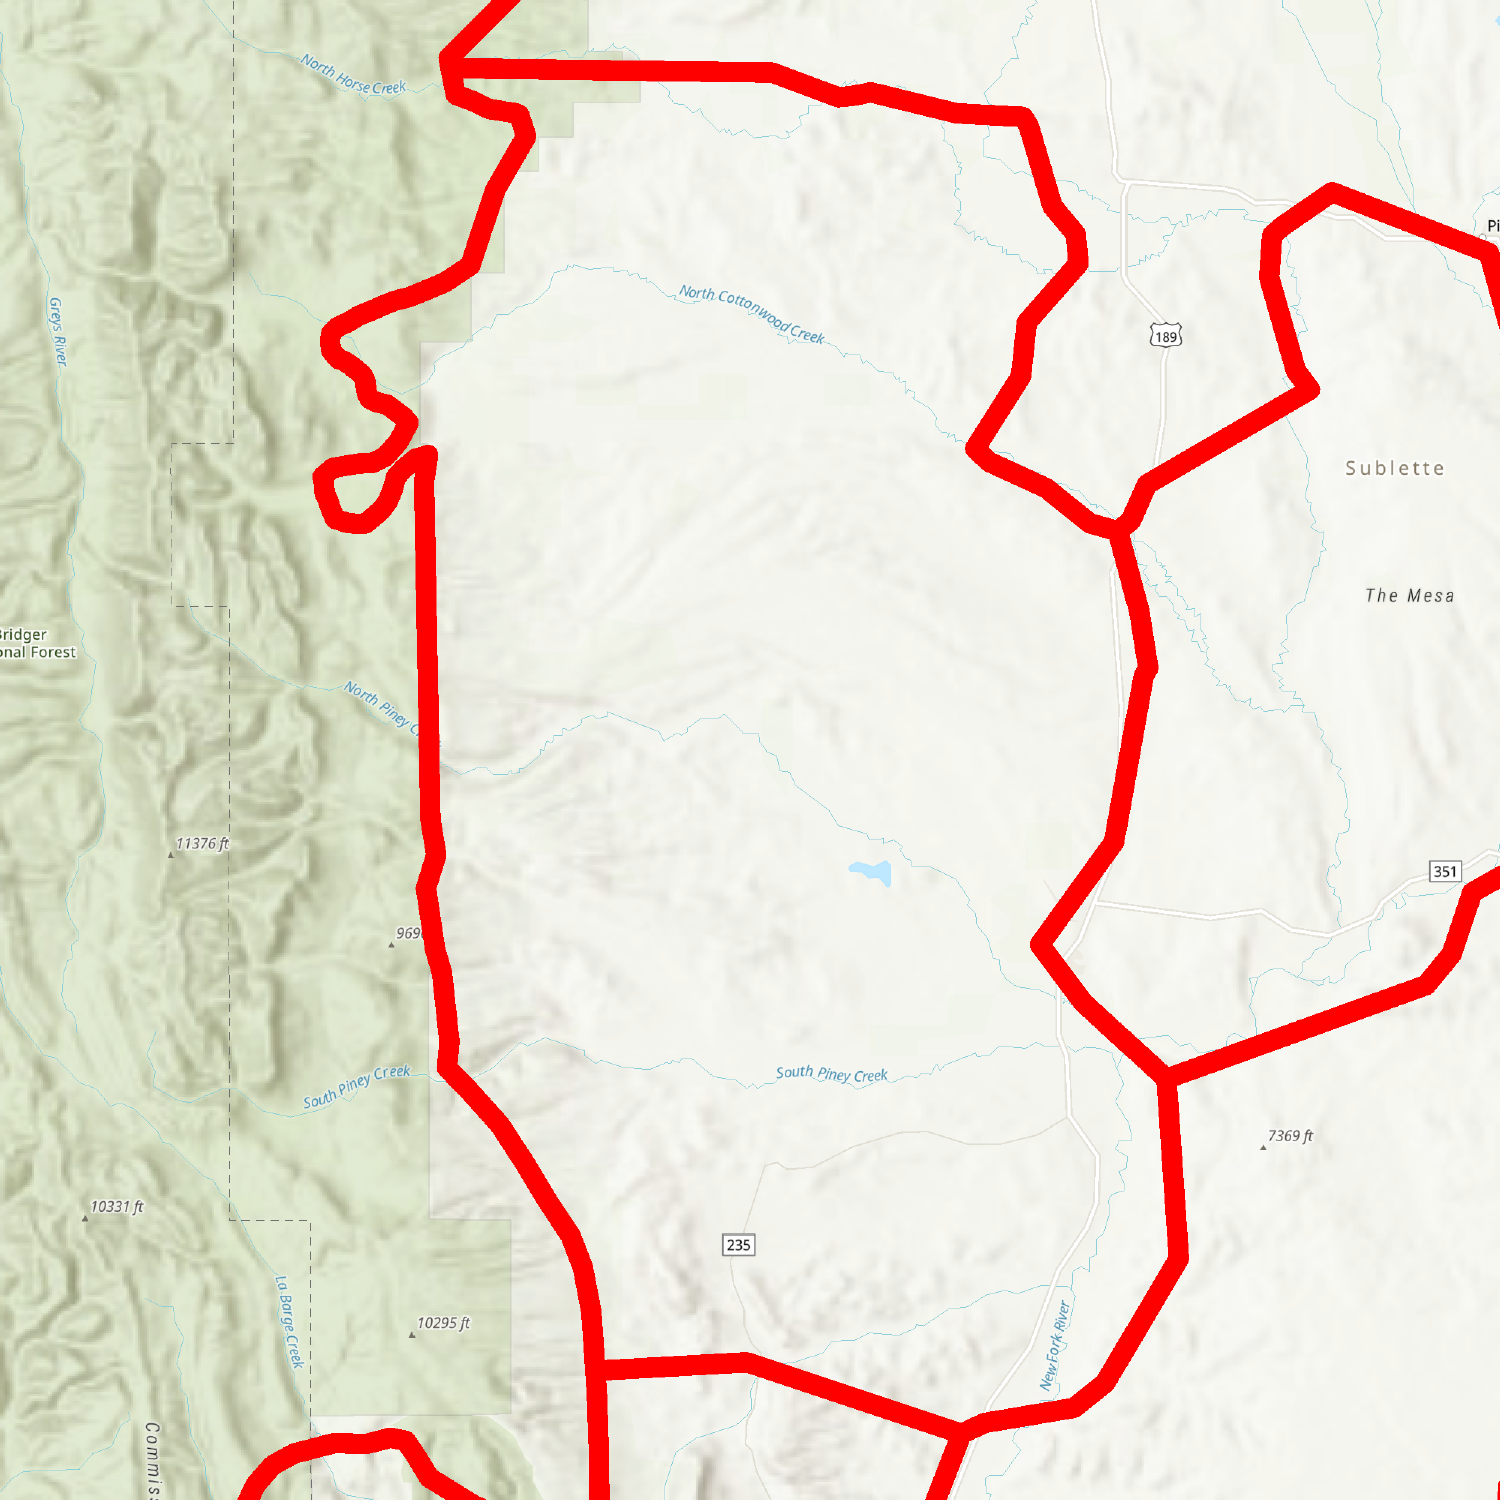 North Horse Creek
Pi
Greys River
North Cottonwood Creek
189
Sublette
The Mesa
Bridger
onal Forest
North Piney C
11376 ft
351
969
South Piney Creek
South Piney Creek
7369 ft
10331 ft
235
La Barge Creek
10295 ft
New Fork River
Commiss